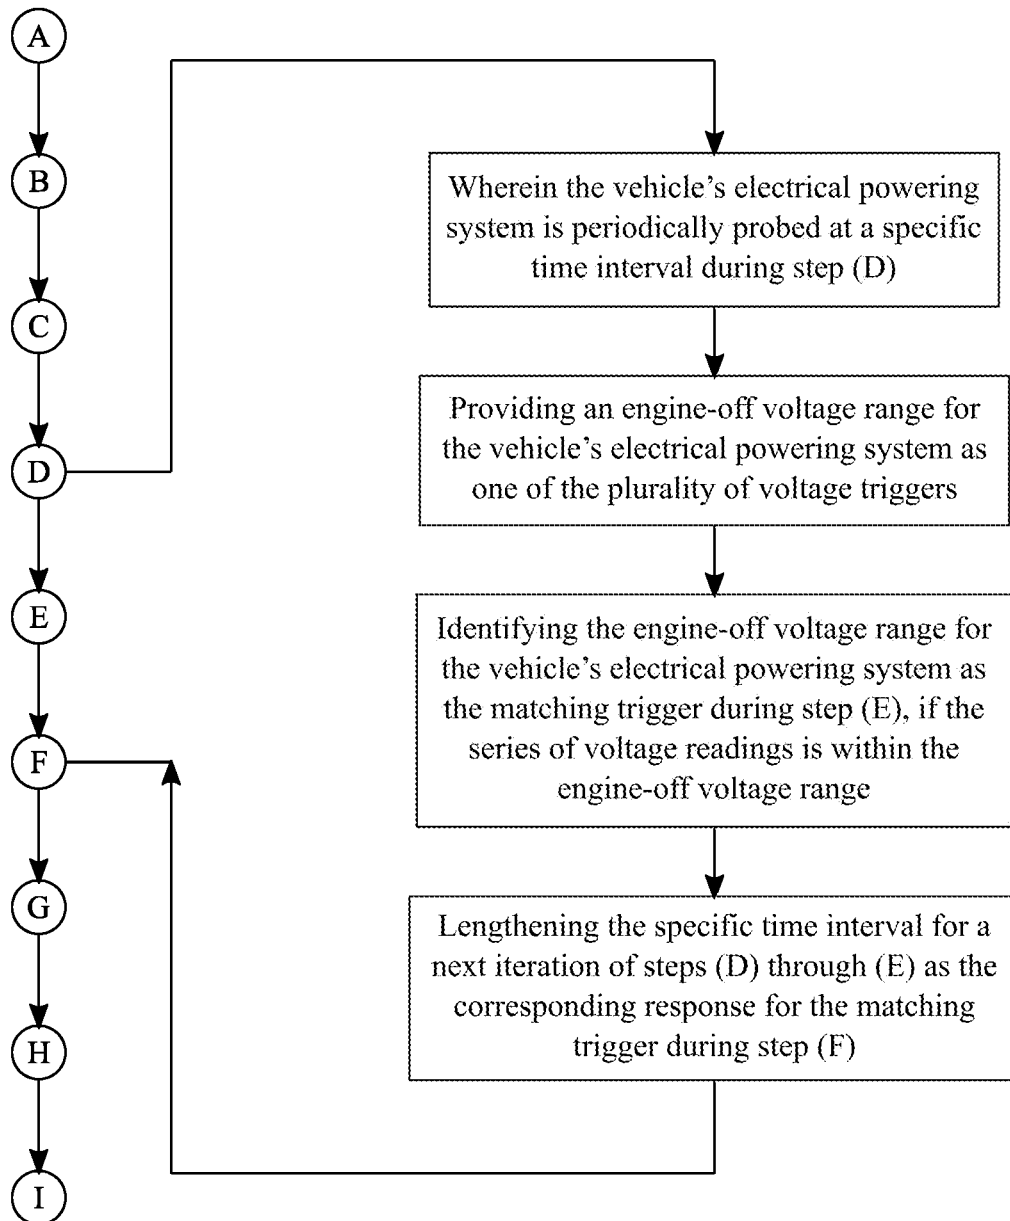 A
B
C
D
E
F
G
H
I
Wherein the vehicle's electrical powering
system is periodically probed at a specific
time interval during step (D)
Providing an engine-off voltage range for
the vehicle's electrical powering system as
one of the plurality of voltage triggers
Identifying the engine-off voltage range for
the vehicle's electrical powering system as
the matching trigger during step (E), if the
series of voltage readings is within the
engine-off voltage range
Lengthening the specific time interval for a
next iteration of steps (D) through (E) as the
corresponding response for the matching
trigger during step (F)